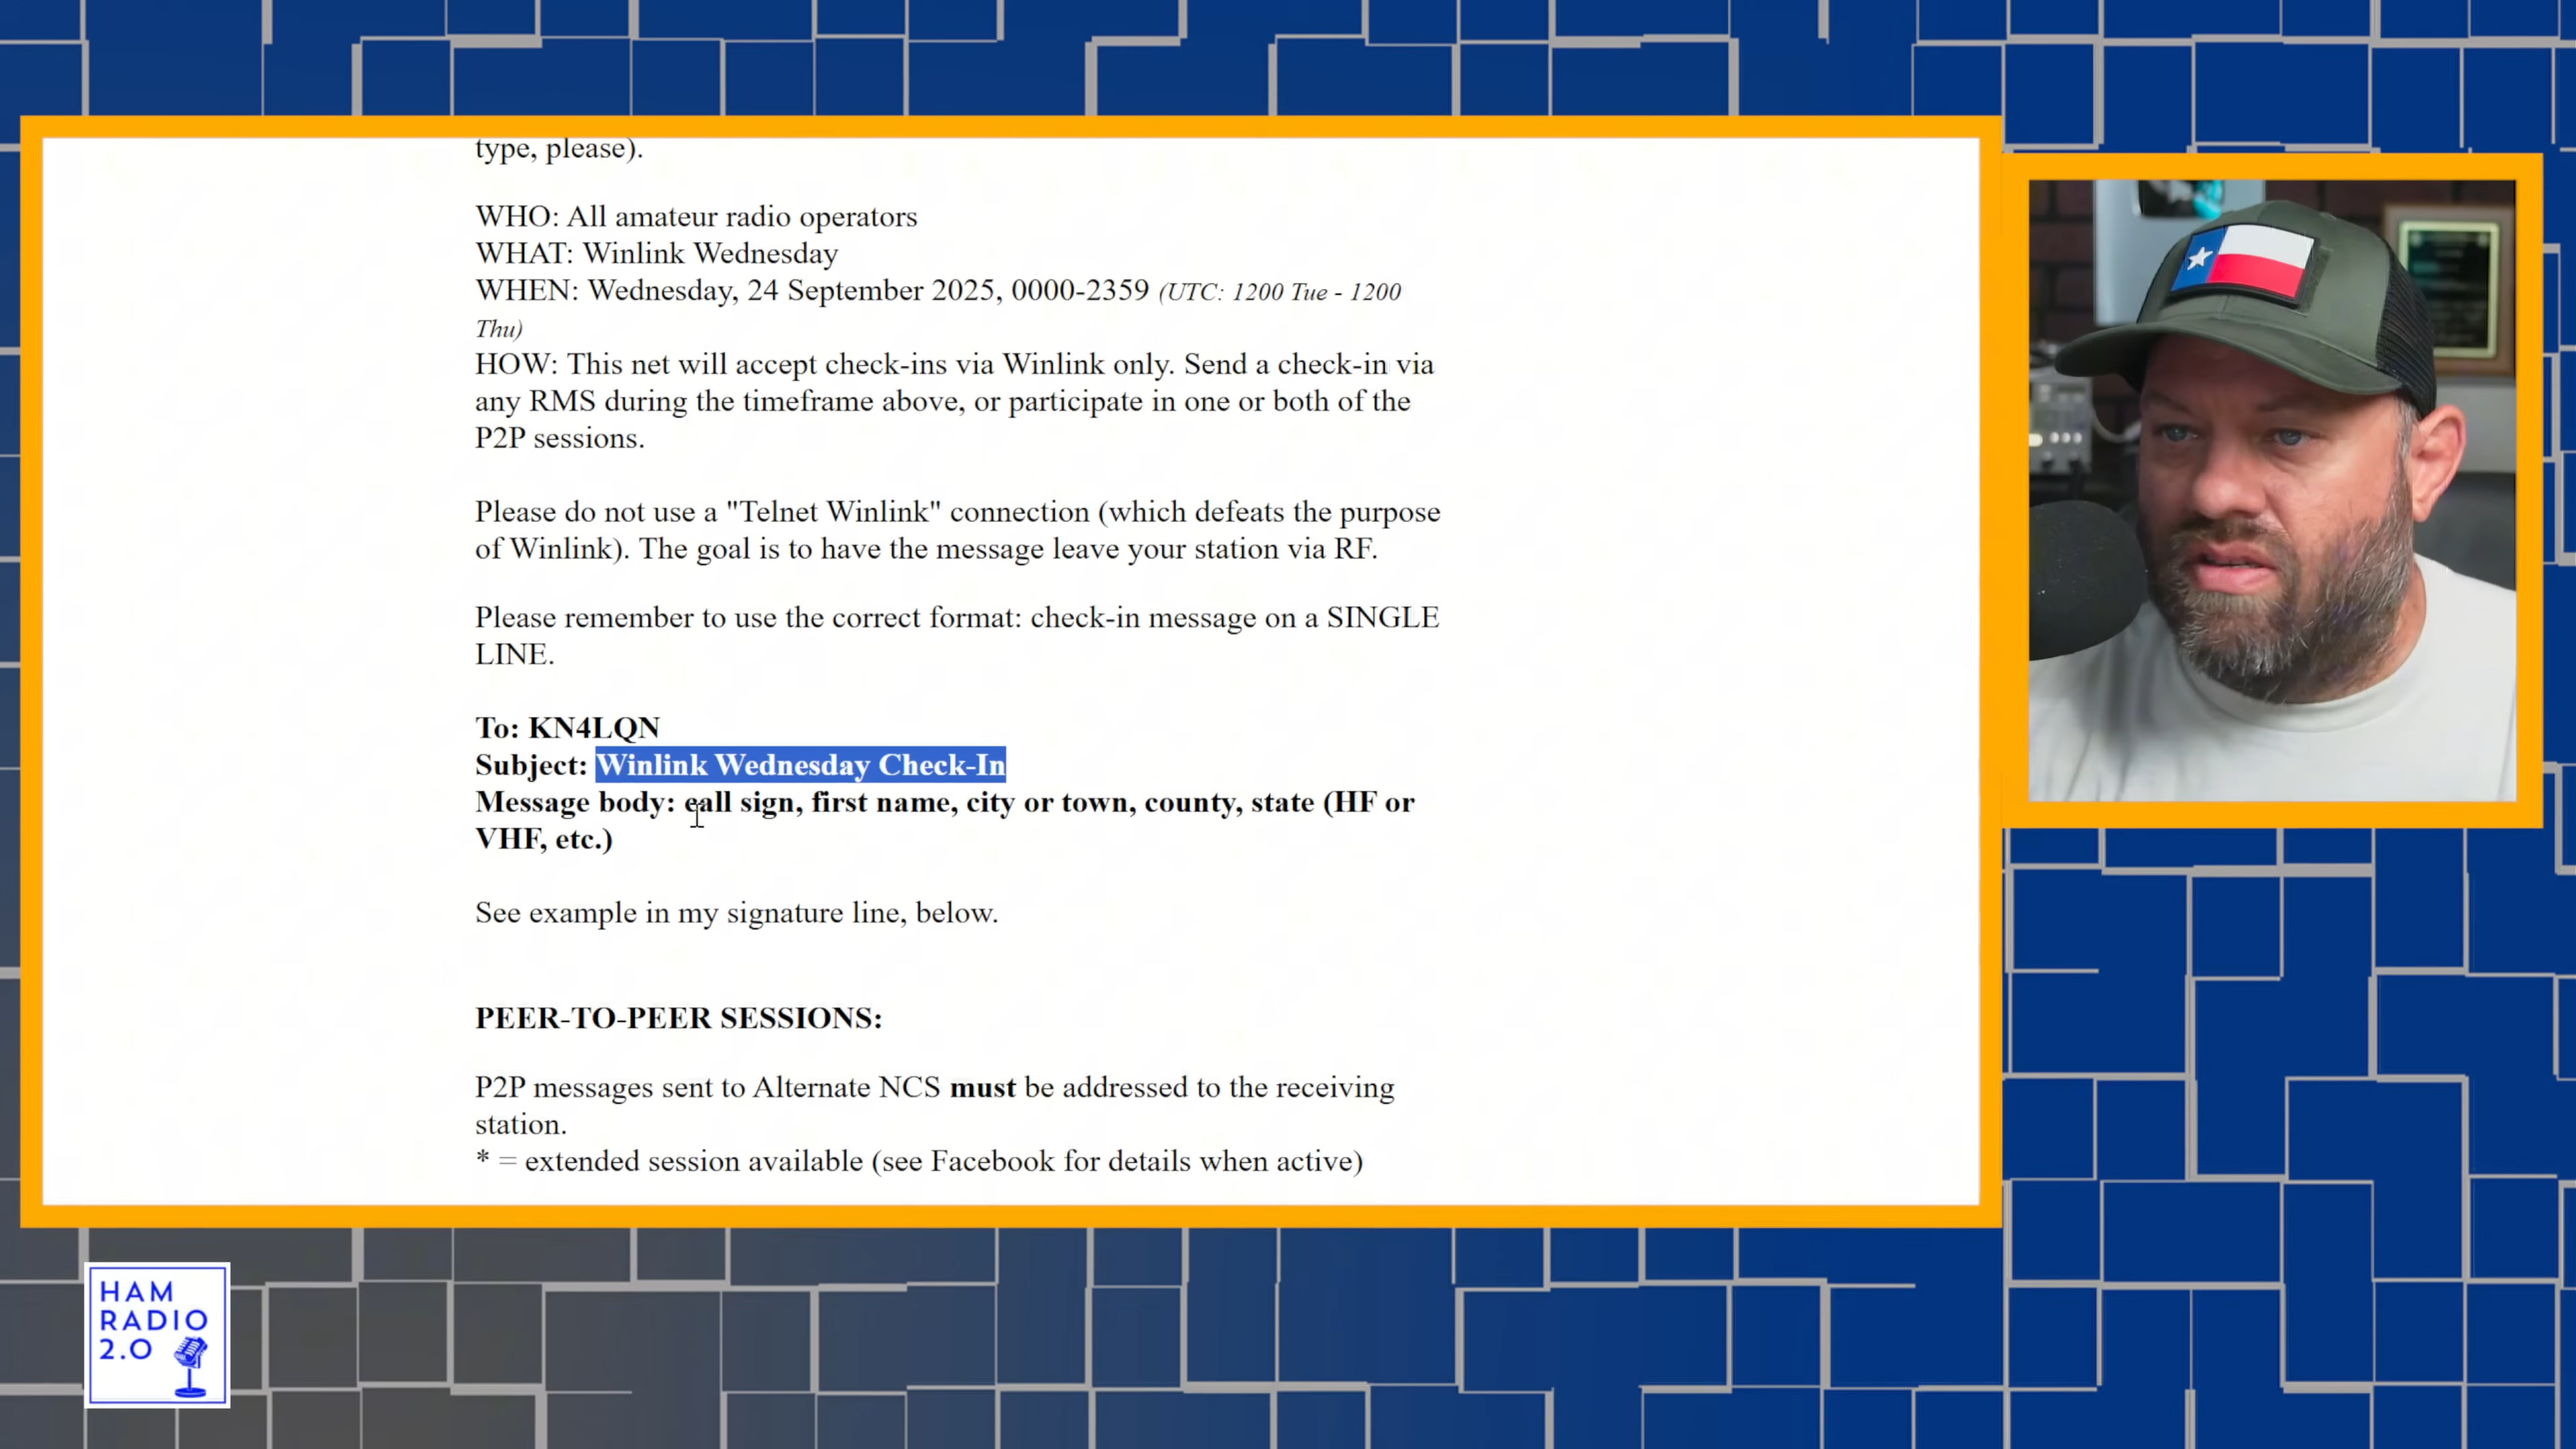 type, please).
WHO: All amateur radio operators
WHAT: Winlink Wednesday
WHEN: Wednesday, 24 September 2025, 0000-2359 (UTC: 1200 Tue - 1200
Thu)
HOW: This net will accept check-ins via Winlink only. Send a check-in via
any RMS during the timeframe above, or participate in one or both of the
P2P sessions.
Please do not use a "Telnet Winlink" connection (which defeats the purpose
of Winlink). The goal is to have the message leave your station via RF.
Please remember to use the correct format: check-in message on a SINGLE
LINE.
To: KN4LQN
Subject: Winlink Wednesday Check-In
Message body: call sign, first name, city or town, county, state (HF or
VHF, etc.)
See example in my signature line, below.
PEER-TO-PEER SESSIONS:
P2P messages sent to Alternate NCS must be addressed to the receiving
station.
* = extended session available (see Facebook for details when active)
HAM
RADIO
2.0